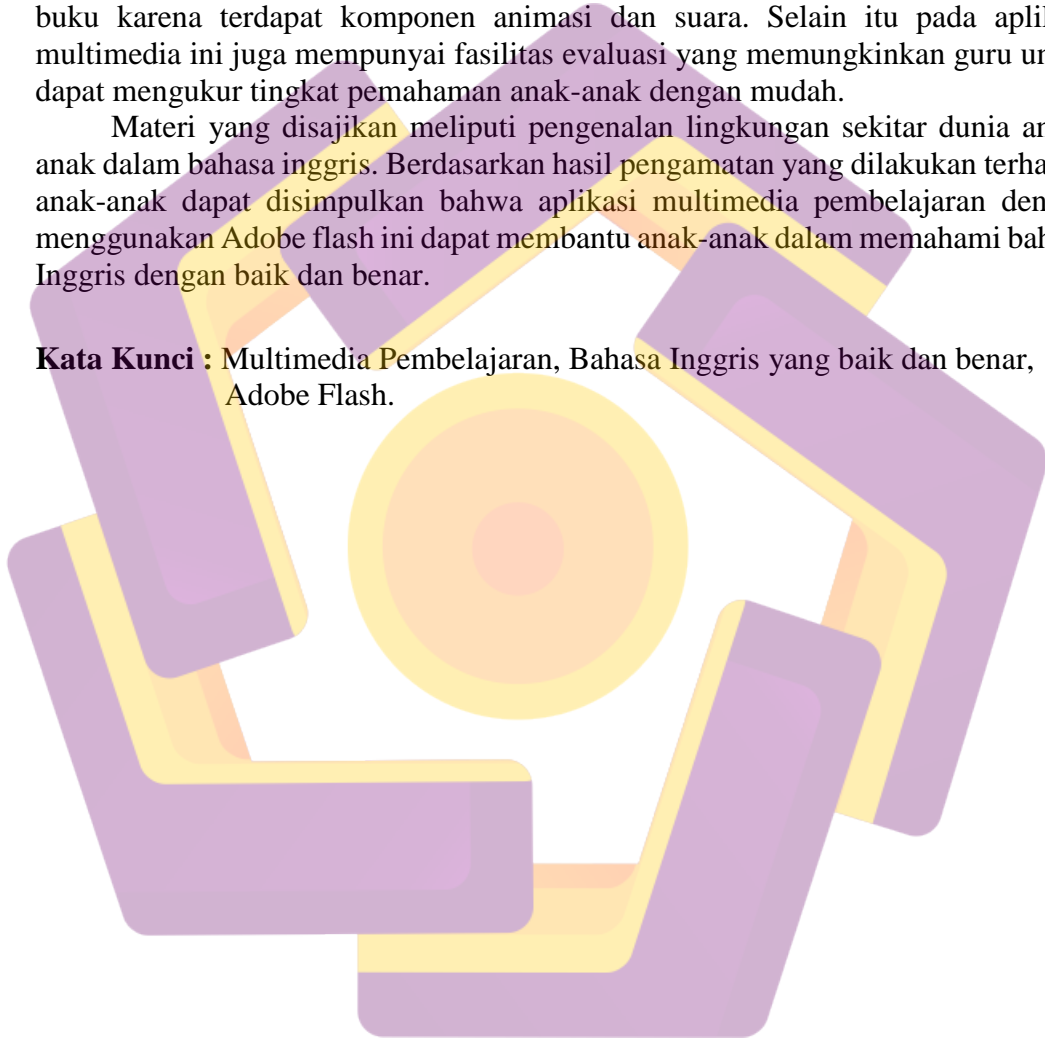 buku karena terdapat komponen animasi dan suara. Selain itu pada apli
multimedia ini juga mempunyai fasilitas evaluasi yang memungkinkan guru un
dapat mengukur tingkat pemahaman anak-anak dengan mudah.
Materi yang disajikan meliputi pengenalan lingkungan sekitar dunia an
anak dalam bahasa inggris. Berdasarkan hasil pengamatan yang dilakukan terha
anak-anak dapat disimpulkan bahwa aplikasi multimedia pembelajaran den
menggunakan Adobe flash ini dapat membantu anak-anak dalam memahami bah
Inggris dengan baik dan benar.
Kata Kunci : Multimedia Pembelajaran, Bahasa Inggris yang baik dan benar,
Adobe Flash.